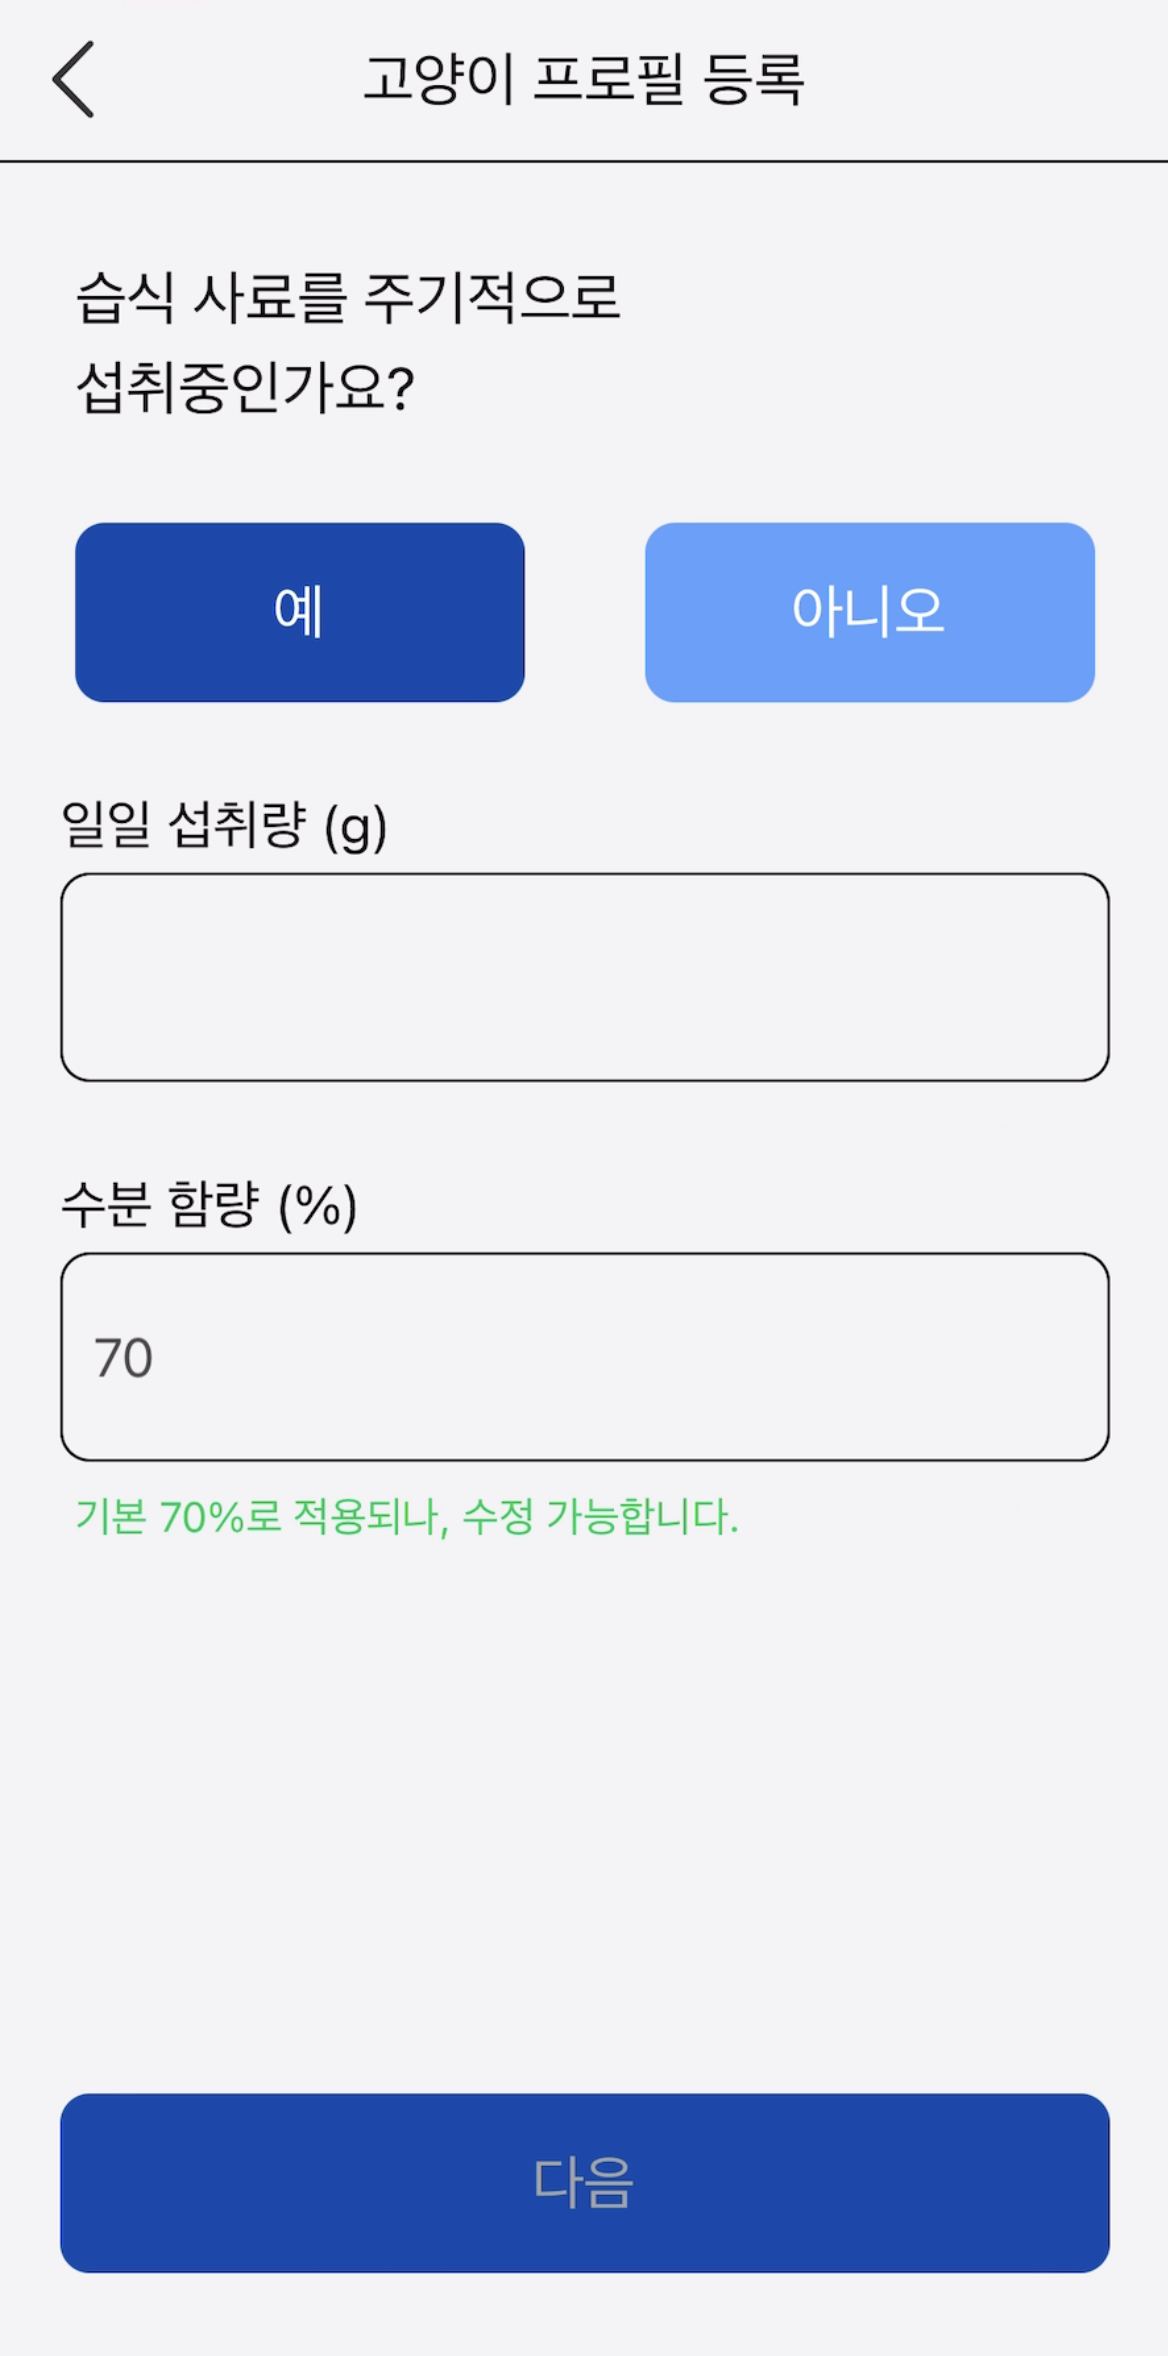 고양이 프로필 등록
습식 사료를 주기적으로
섭취중인가요?
예
아니오
일일 섭취량 (g)
수분 함량 (%)
70
기본 70%로 적용되나, 수정 가능합니다.
다음